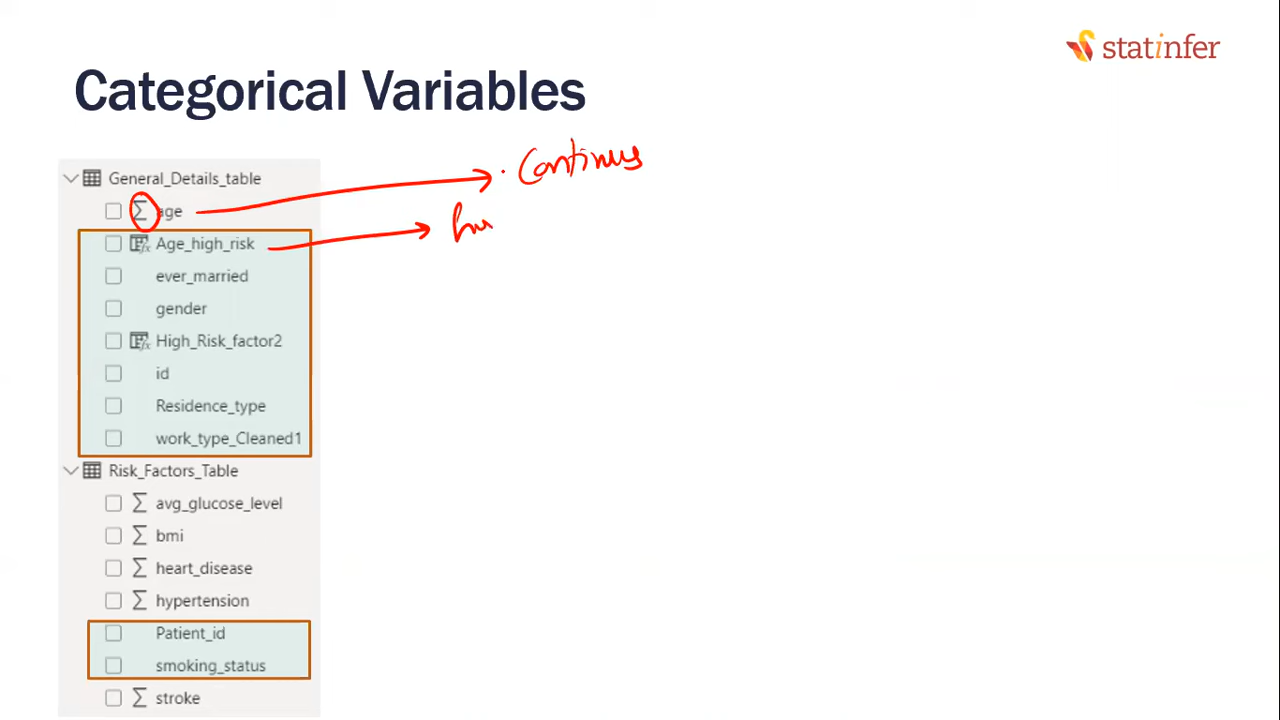 statinfer
Categorical Variables
Continus
General_Details_table
Σ age
Age_high_risk
ever_married
gender
High_Risk_factor2
id
Residence_type
work_type_Cleaned1
Risk_Factors_Table
Σ avg_glucose_level
Σ bmi
Σ heart_disease
Σ hypertension
Patient_id
smoking_status
Σ stroke